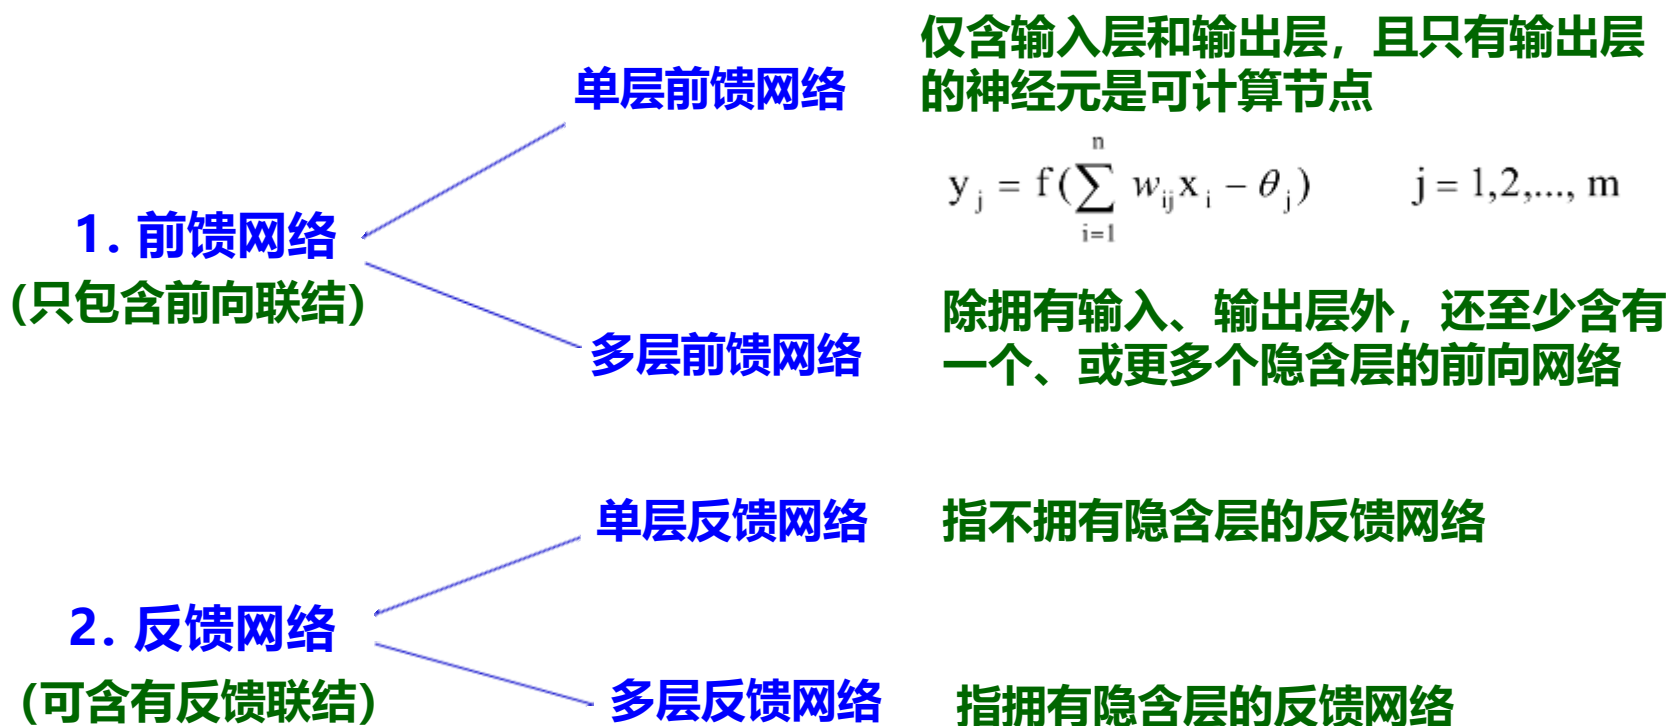 仅含输入层和输出层，且只有输出层
的神经元是可计算节点
单层前馈网络
y_j = f(∑_{i=1}^{n} w_{ij}x_i − θ_j)    j = 1,2,..., m
1. 前馈网络
(只包含前向联结)
除拥有输入、输出层外，还至少含有
一个、或更多个隐含层的前向网络
多层前馈网络
单层反馈网络 指不拥有隐含层的反馈网络
2. 反馈网络
(可含有反馈联结)
多层反馈网络 指拥有隐含层的反馈网络